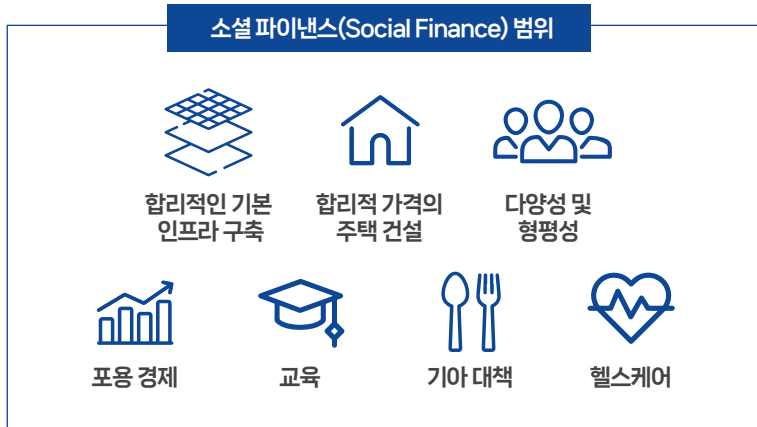 소셜 파이낸스(Social Finance) 범위
합리적인 기본
인프라 구축
합리적 가격의
주택 건설
다양성 및
형평성
포용 경제
교육
기아 대책
헬스케어